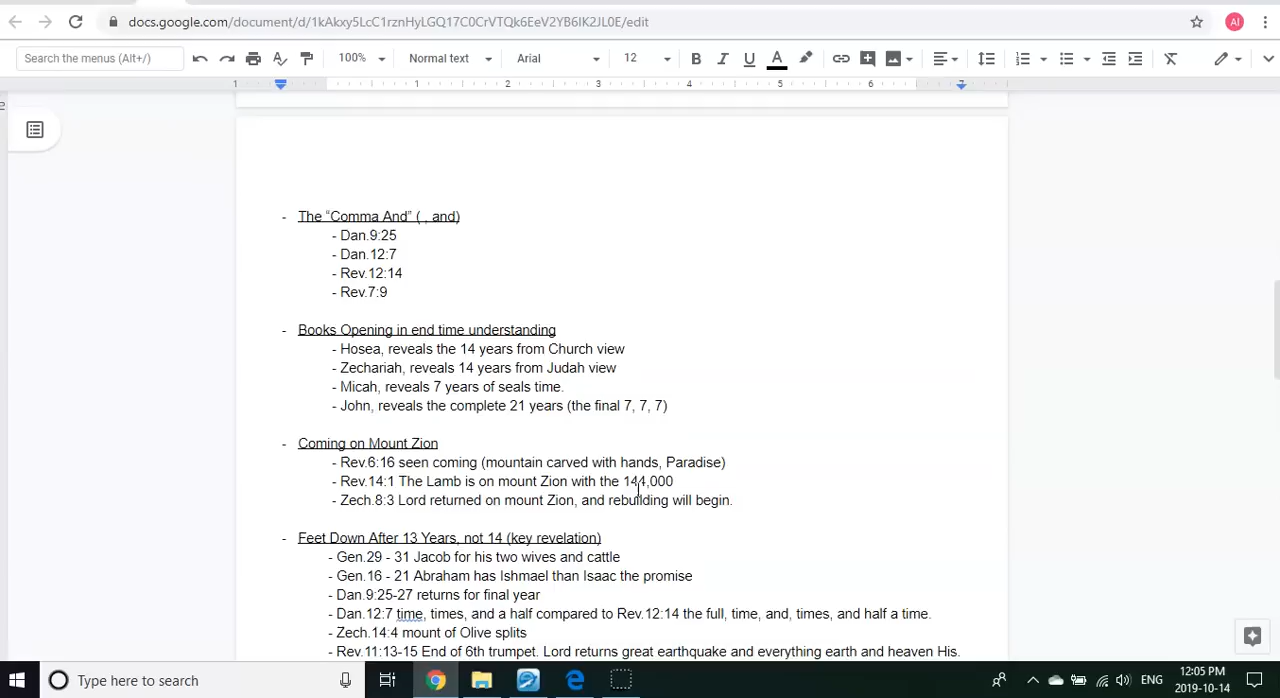 docs.google.com/document/d/1kAkxy5LcC1rznHyLGQ17C0CrVTQk6EeV2YB6lK2JL0E/edit
AI
Search the menus (Alt+/)
100%
Normal text
Arial
12
B I U A
1 1 2 3 4 5 6 7
- The “Comma And” ( , and)
- Dan.9:25
- Dan.12:7
- Rev.12:14
- Rev.7:9
- Books Opening in end time understanding
- Hosea, reveals the 14 years from Church view
- Zechariah, reveals 14 years from Judah view
- Micah, reveals 7 years of seals time.
- John, reveals the complete 21 years (the final 7, 7, 7)
- Coming on Mount Zion
- Rev.6:16 seen coming (mountain carved with hands, Paradise)
- Rev.14:1 The Lamb is on mount Zion with the 144,000
- Zech.8:3 Lord returned on mount Zion, and rebuilding will begin.
- Feet Down After 13 Years, not 14 (key revelation)
- Gen.29 - 31 Jacob for his two wives and cattle
- Gen.16 - 21 Abraham has Ishmael than Isaac the promise
- Dan.9:25-27 returns for final year
- Dan.12:7 time, times, and a half compared to Rev.12:14 the full, time, and, times, and half a time.
- Zech.14:4 mount of Olive splits
- Rev.11:13-15 End of 6th trumpet. Lord returns great earthquake and everything earth and heaven His.
Type here to search
ENG
12:05 PM
2019-10-14